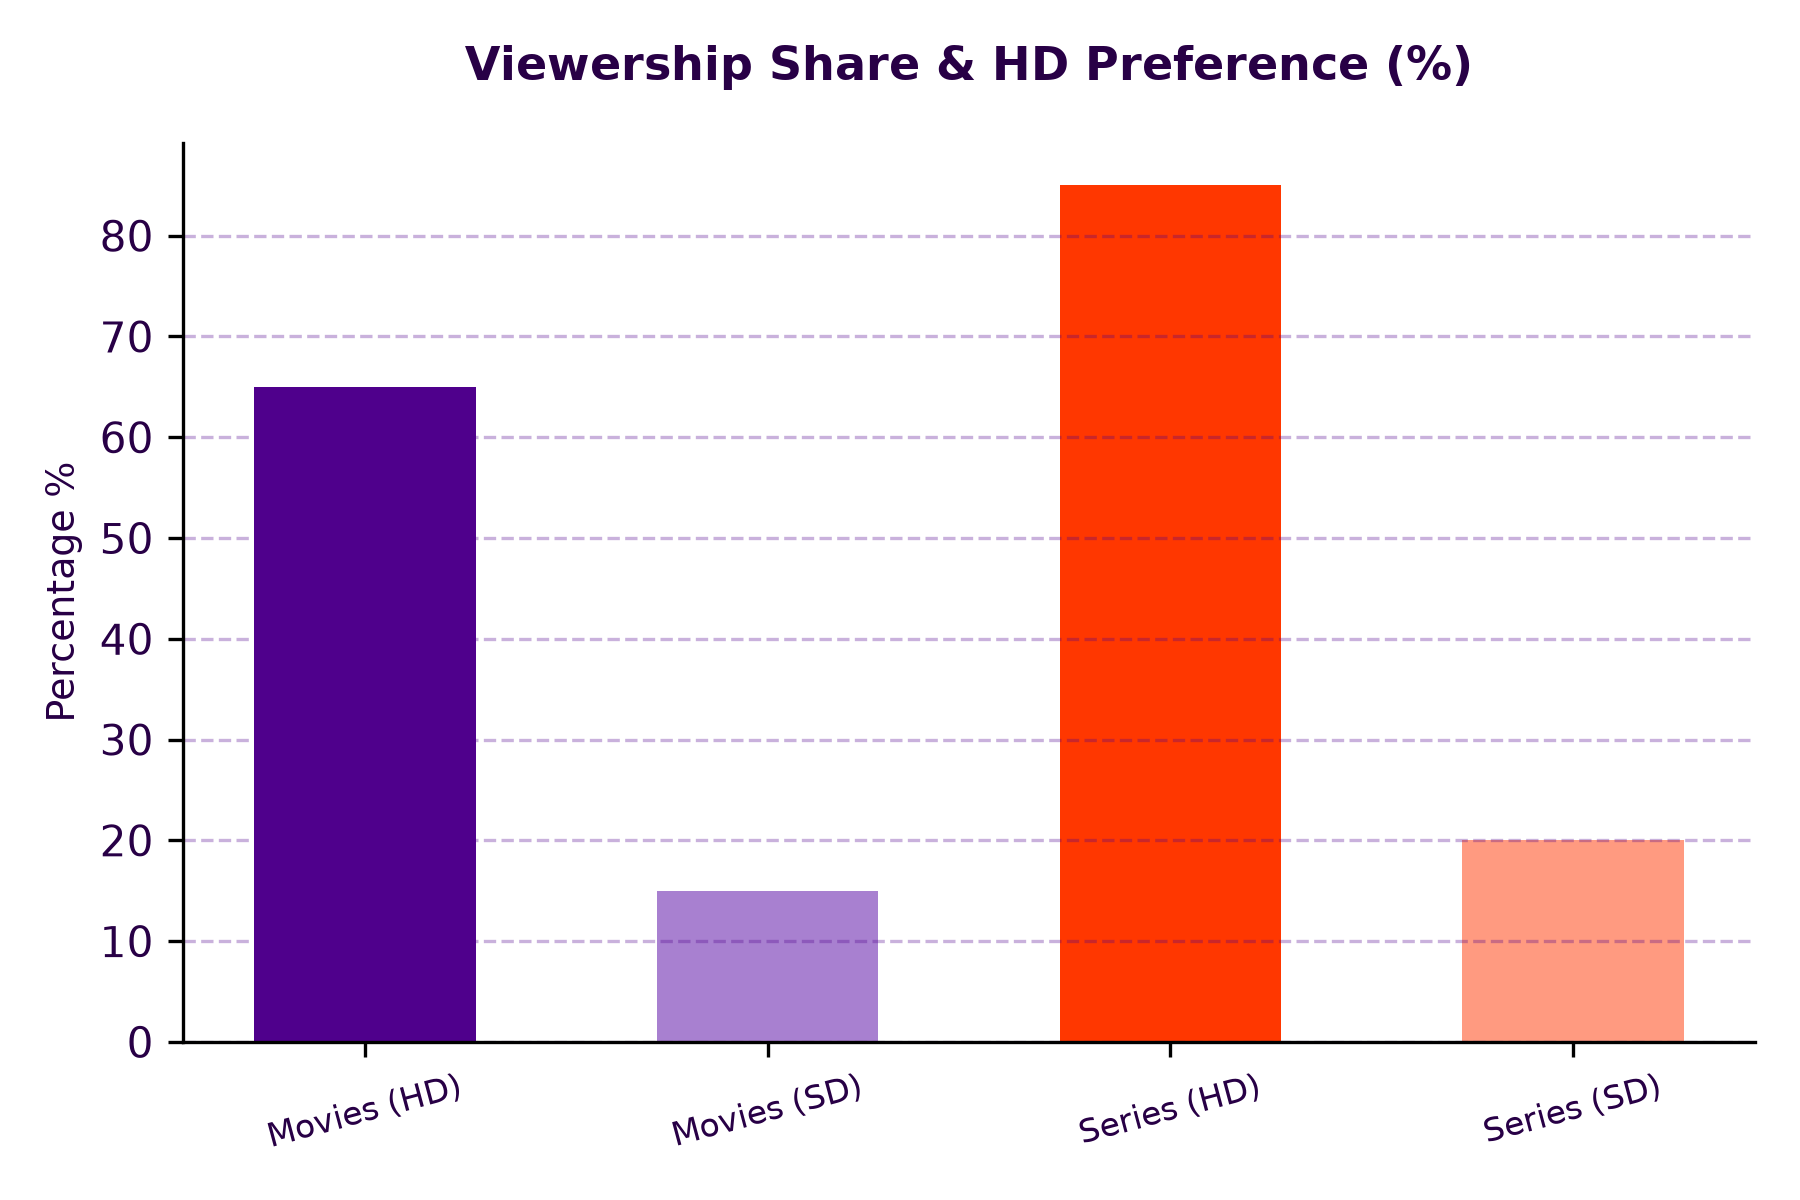 Viewership Share & HD Preference (%)
Percentage %
80
70
60
50
40
30
20
10
0
Movies (HD)
Movies (SD)
Series (HD)
Series (SD)